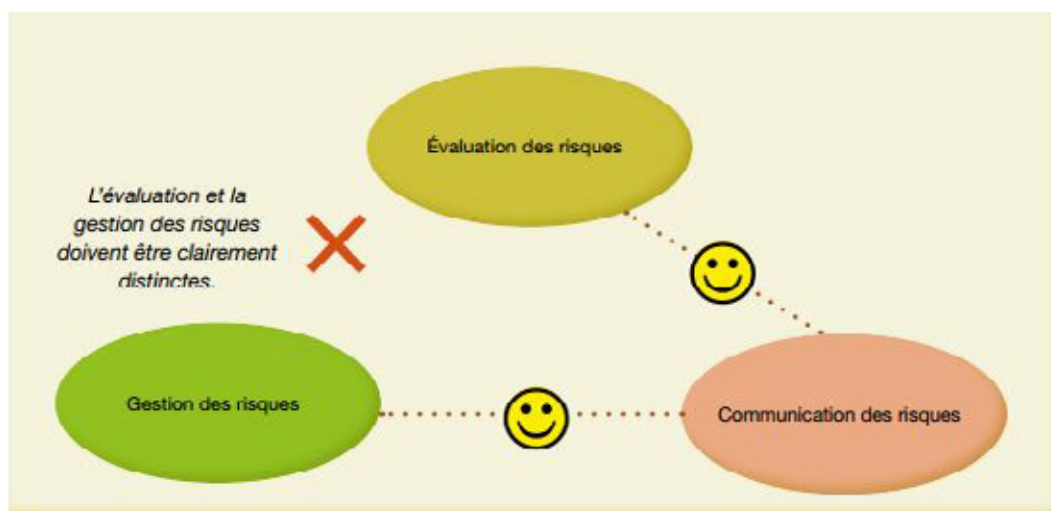 Évaluation des risques
L'évaluation et la
gestion des risques
doivent être clairement
distinctes.
Gestion des risques
Communication des risques